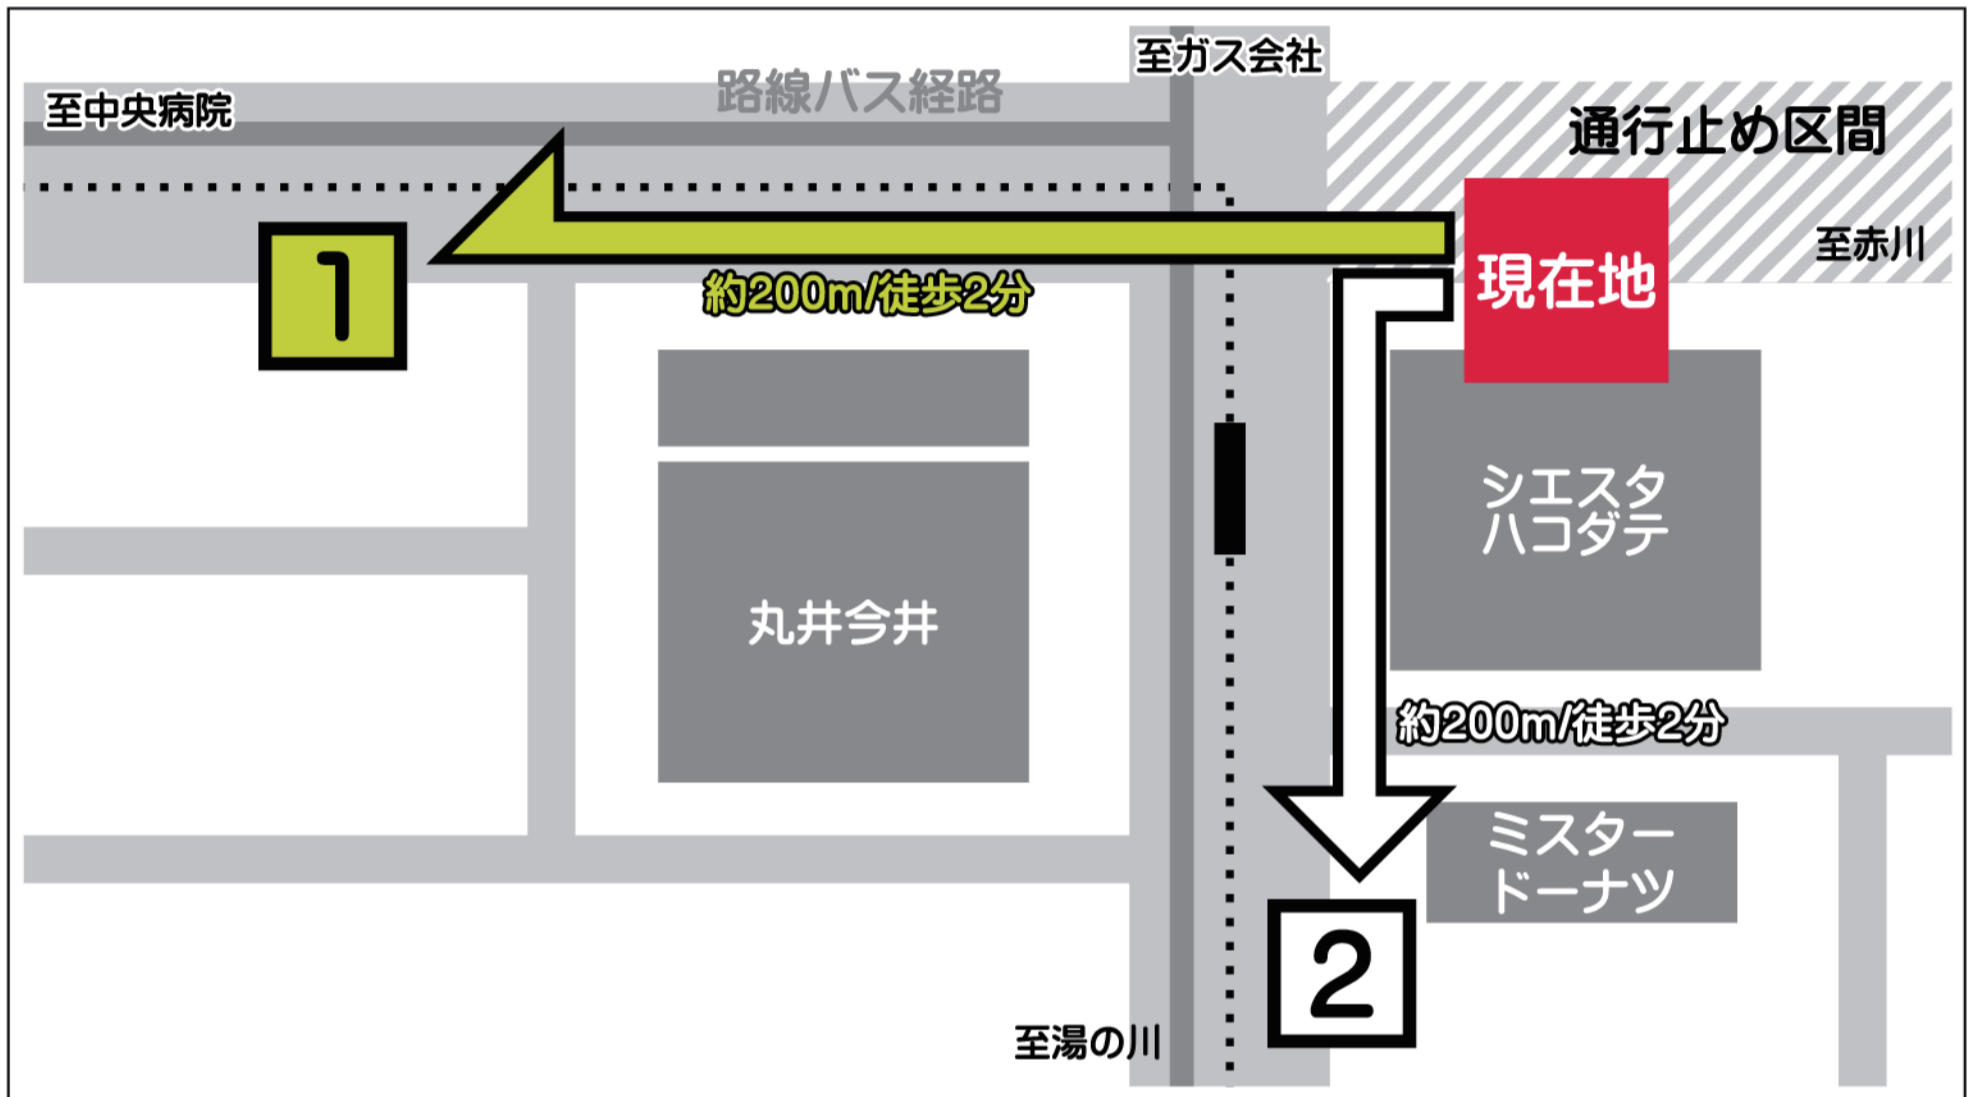 至ガス会社
路線バス経路
至中央病院
通行止め区間
至赤川
現在地
1
約200m/徒歩2分
シエスタ
ハコダテ
丸井今井
約200m/徒歩2分
ミスター
ドーナツ
2
至湯の川